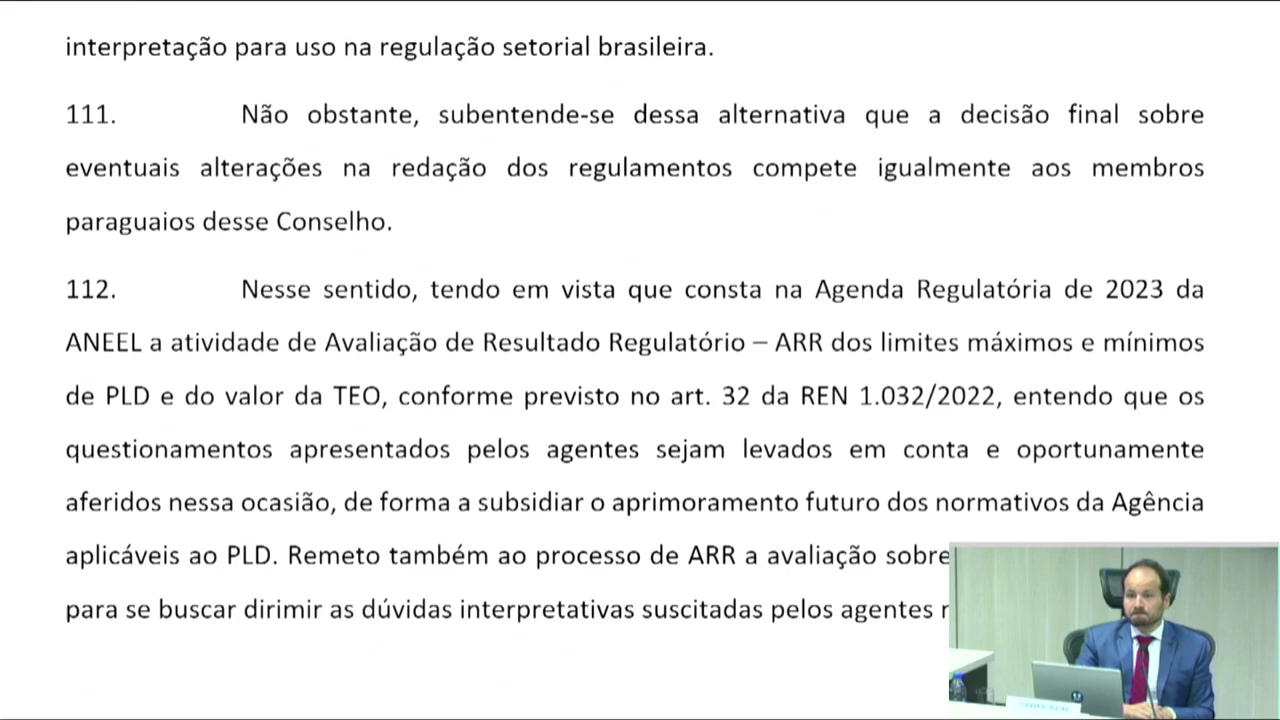 interpretação para uso na regulação setorial brasileira.
111. Não obstante, subentende-se dessa alternativa que a decisão final sobre
eventuais alterações na redação dos regulamentos compete igualmente aos membros
paraguaios desse Conselho.
112. Nesse sentido, tendo em vista que consta na Agenda Regulatória de 2023 da
ANEEL a atividade de Avaliação de Resultado Regulatório – ARR dos limites máximos e mínimos
de PLD e do valor da TEO, conforme previsto no art. 32 da REN 1.032/2022, entendo que os
questionamentos apresentados pelos agentes sejam levados em conta e oportunamente
aferidos nessa ocasião, de forma a subsidiar o aprimoramento futuro dos normativos da Agência
aplicáveis ao PLD. Remeto também ao processo de ARR a avaliação sobre
para se buscar dirimir as dúvidas interpretativas suscitadas pelos agentes